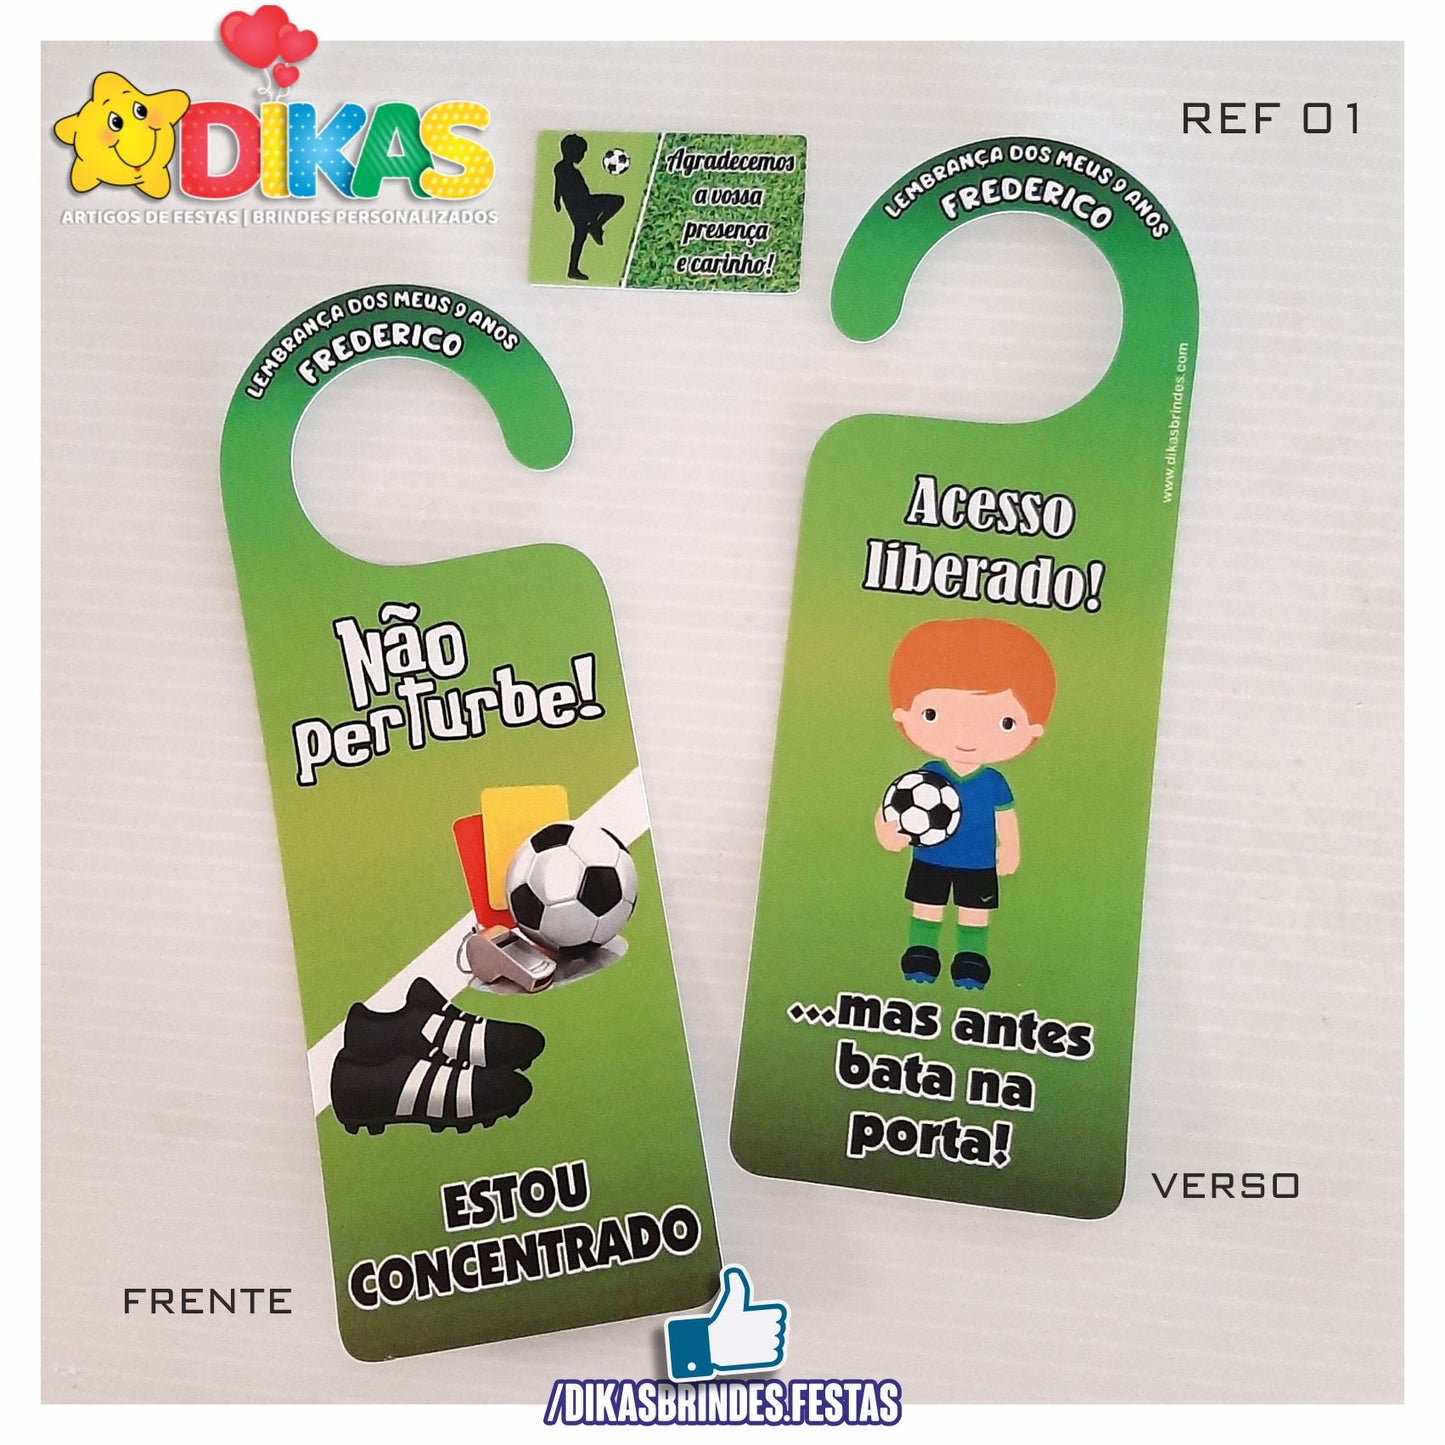 DIKAS
ARTIGOS DE FESTAS | BRINDES PERSONALIZADOS
REF 01
Agradecemos
a vossa
presença
e carinho!
LEMBRANÇA DOS MEUS 9 ANOS
FREDERICO
Não
perturbe!
ESTOU
CONCENTRADO
FRENTE
LEMBRANÇA DOS MEUS 9 ANOS
FREDERICO
www.dikasbrindes.com
Acesso
liberado!
...mas antes
bata na
porta!
VERSO
/DIKASBRINDES.FESTAS